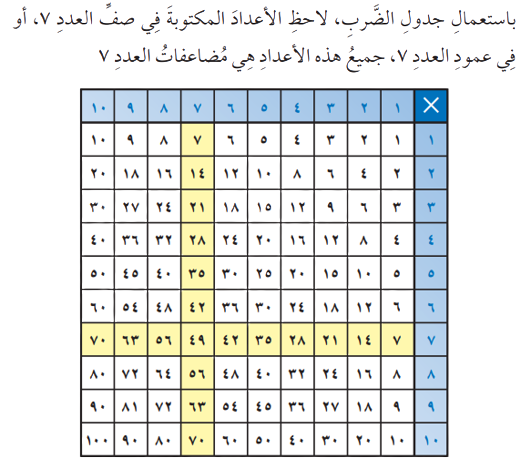 باستعمالِ جدولِ الضَّربِ، لاحظِ الأعدادَ المكتوبةَ فِي صفِّ العددِ ٧، أو
فِي عمودِ العددِ ٧، جميعُ هذه الأعدادِ هِي مُضاعفاتُ العددِ ٧
× ١ ٢ ٣ ٤ ٥ ٦ ٧ ٨ ٩ ١٠
١ ١ ٢ ٣ ٤ ٥ ٦ ٧ ٨ ٩ ١٠
٢ ٢ ٤ ٦ ٨ ١٠ ١٢ ١٤ ١٦ ١٨ ٢٠
٣ ٣ ٦ ٩ ١٢ ١٥ ١٨ ٢١ ٢٤ ٢٧ ٣٠
٤ ٤ ٨ ١٢ ١٦ ٢٠ ٢٤ ٢٨ ٣٢ ٣٦ ٤٠
٥ ٥ ١٠ ١٥ ٢٠ ٢٥ ٣٠ ٣٥ ٤٠ ٤٥ ٥٠
٦ ٦ ١٢ ١٨ ٢٤ ٣٠ ٣٦ ٤٢ ٤٨ ٥٤ ٦٠
٧ ٧ ١٤ ٢١ ٢٨ ٣٥ ٤٢ ٤٩ ٥٦ ٦٣ ٧٠
٨ ٨ ١٦ ٢٤ ٣٢ ٤٠ ٤٨ ٥٦ ٦٤ ٧٢ ٨٠
٩ ٩ ١٨ ٢٧ ٣٦ ٤٥ ٥٤ ٦٣ ٧٢ ٨١ ٩٠
١٠ ١٠ ٢٠ ٣٠ ٤٠ ٥٠ ٦٠ ٧٠ ٨٠ ٩٠ ١٠٠